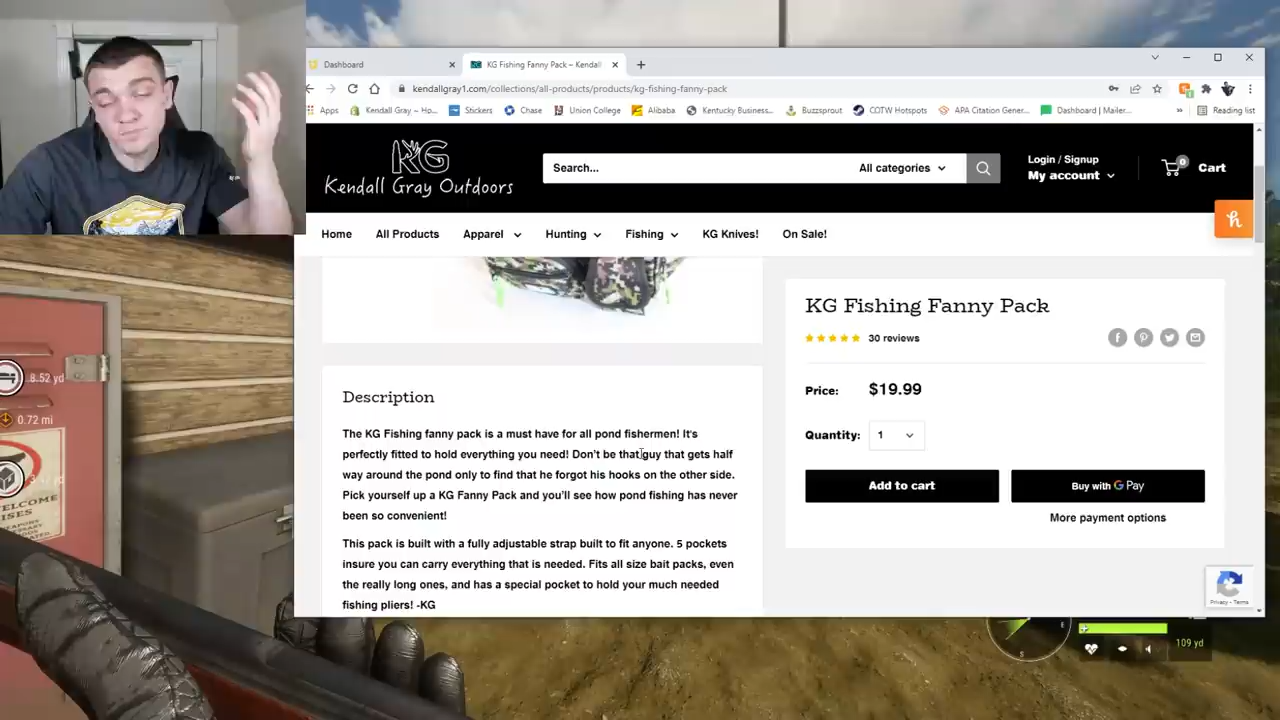 Dashboard
KG Fishing Fanny Pack – Kendall
kendallgray1.com/collections/all-products/products/kg-fishing-fanny-pack
Apps Kendall Gray ~ Ho... Stickers Chase Union College Alibaba Kentucky Business... Buzzsprout COTW Hotspots APA Citation Gener... Dashboard | Mailer... » Reading list
KG
Kendall Gray Outdoors
Search... All categories
Login / Signup
My account
0 Cart
Home All Products Apparel Hunting Fishing KG Knives! On Sale!
h
KG Fishing Fanny Pack
30 reviews
Price: $19.99
Quantity: 1
Add to cart
Buy with G Pay
More payment options
Description
The KG Fishing fanny pack is a must have for all pond fishermen! It's
perfectly fitted to hold everything you need! Don't be that guy that gets half
way around the pond only to find that he forgot his hooks on the other side.
Pick yourself up a KG Fanny Pack and you'll see how pond fishing has never
been so convenient!
This pack is built with a fully adjustable strap built to fit anyone. 5 pockets
insure you can carry everything that is needed. Fits all size bait packs, even
the really long ones, and has a special pocket to hold your much needed
fishing pliers! -KG
Privacy - Terms
8.52 yd
0.72 mi
E
S
109 yd